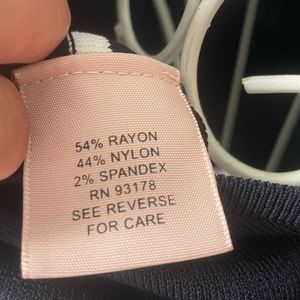 54% RAYON
44% NYLON
2% SPANDEX
RN 93178
SEE REVERSE
FOR CARE